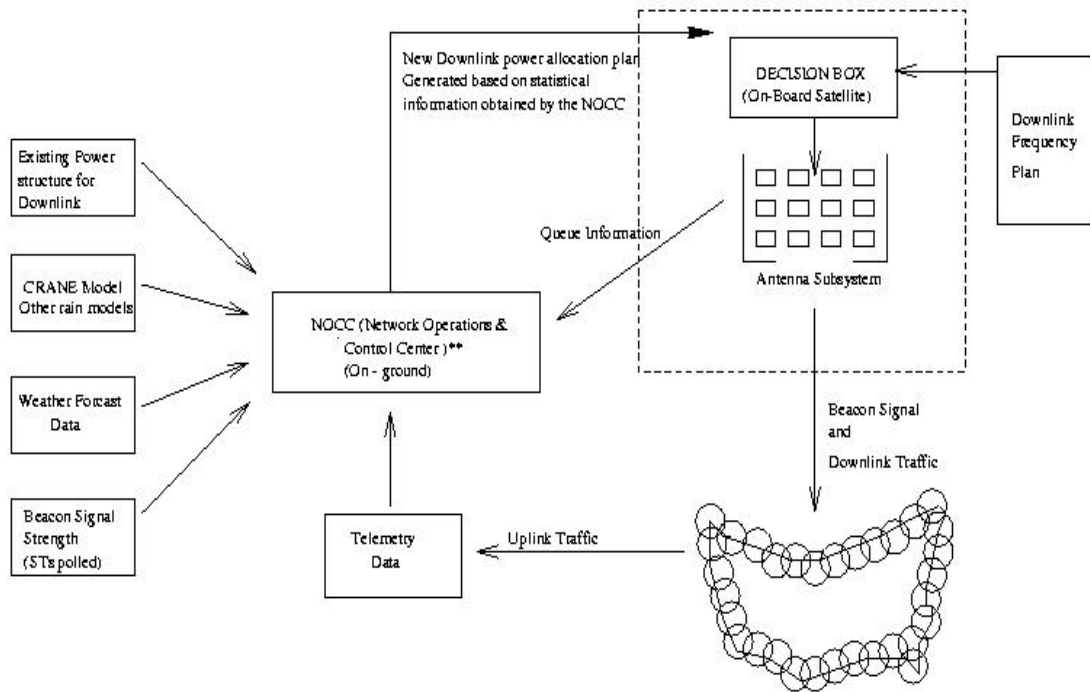 New Downlink power allocation plan
Generated based on statistical
information obtained by the NOCC
DECISION BOX
(On-Board Satellite)
Downlink
Frequency
Plan
Existing Power
structure for
Downlink
Queue Information
Antenna Subsystem
CRANE Model
Other rain models
NOCC (Network Operations &
Control Center )**
(On - ground)
Weather Forcast
Data
Beacon Signal
and
Downlink Traffic
Beacon Signal
Strength
(STs polled)
Telemetry
Data
Uplink Traffic